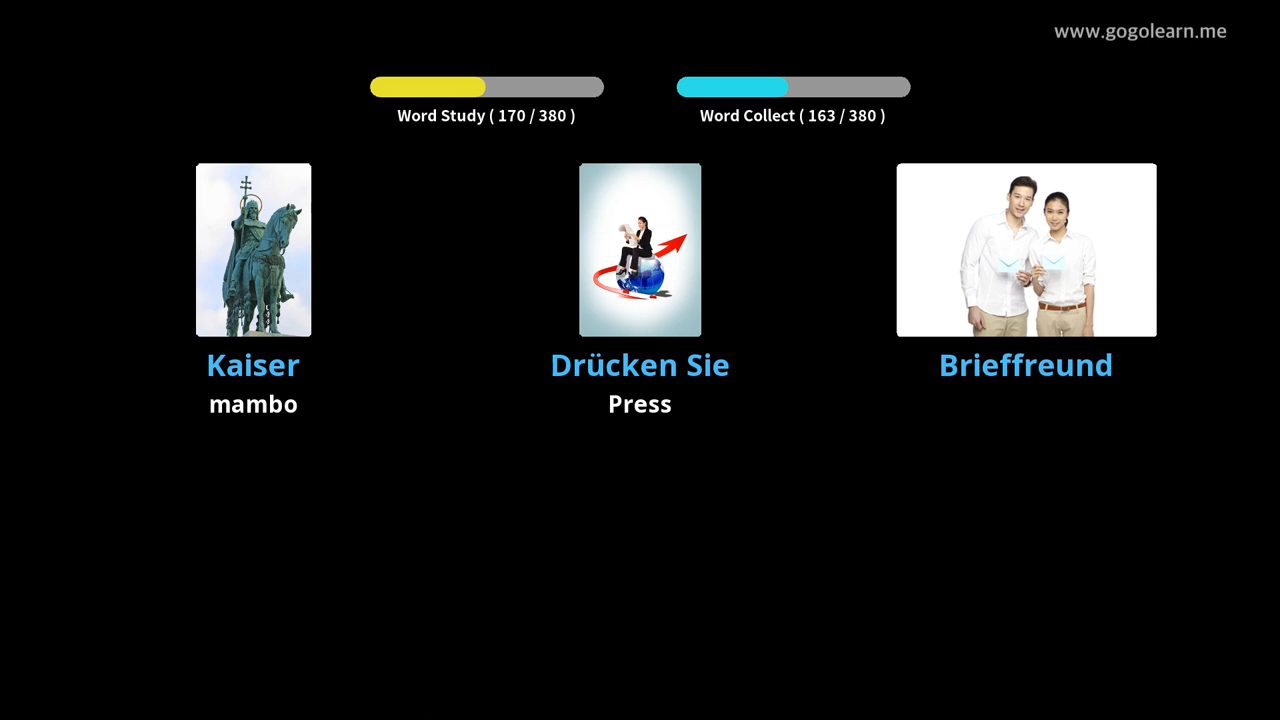 www.gogolearn.me
Word Study ( 170 / 380 )
Word Collect ( 163 / 380 )
Kaiser
mambo
Drücken Sie
Press
Brieffreund